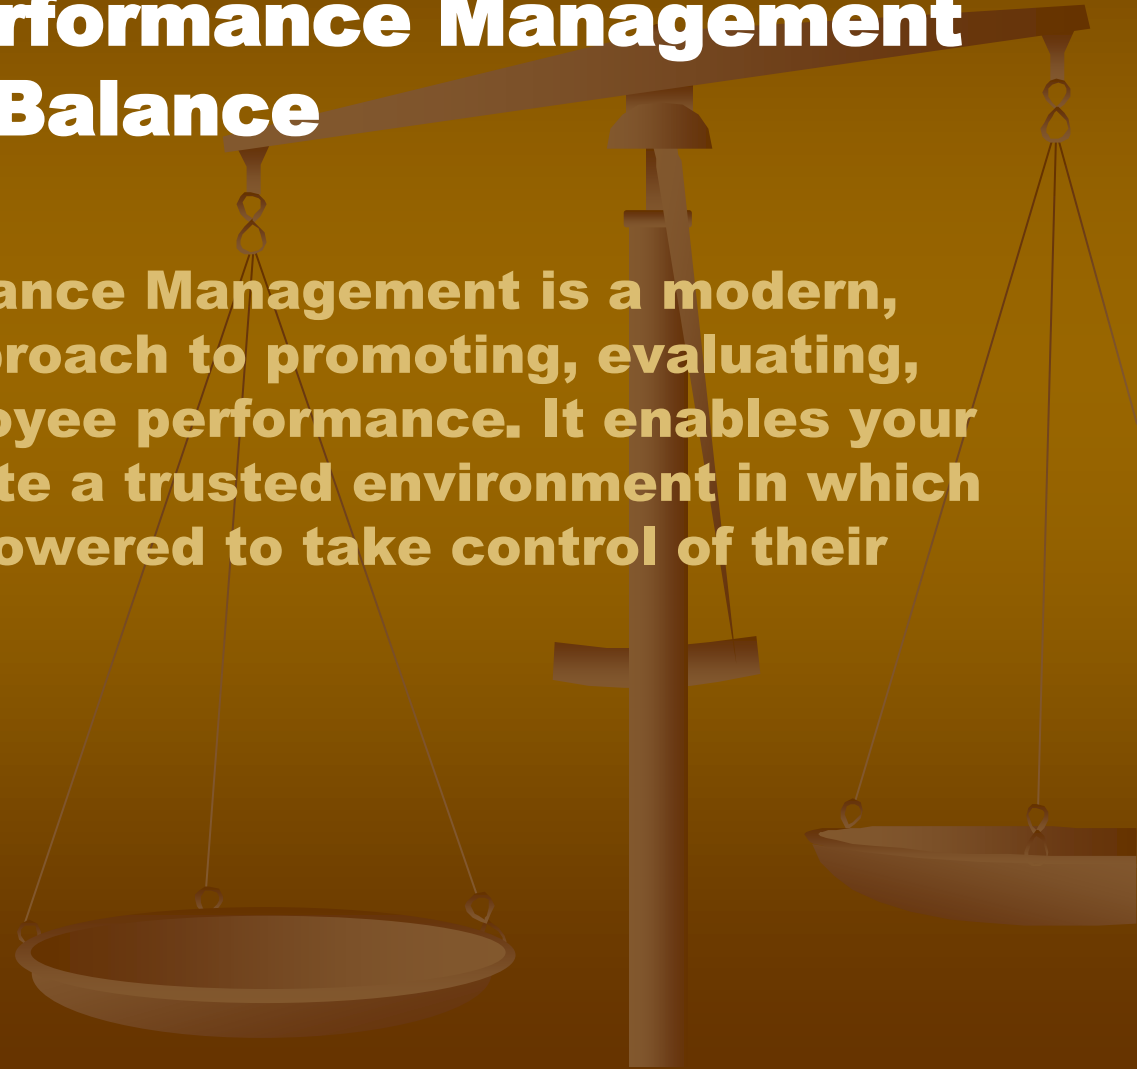 rformance Management
Balance
ance Management is a modern,
proach to promoting, evaluating,
oyee performance. It enables your
te a trusted environment in which
owered to take control of their